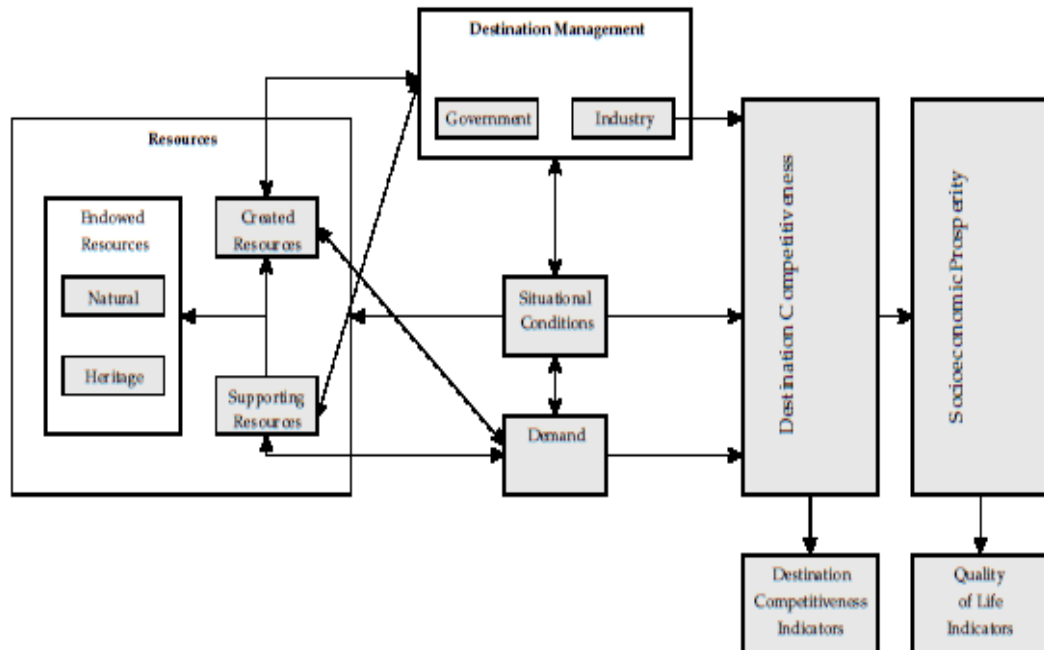 Destination Management
Government
Industry
Resources
Endowed
Resources
Natural
Heritage
Created
Resources
Supporting
Resources
Situational
Conditions
Demand
Destination Competitiveness
Socioeconomic Prosperity
Destination
Competitiveness
Indicators
Quality
of Life
Indicators